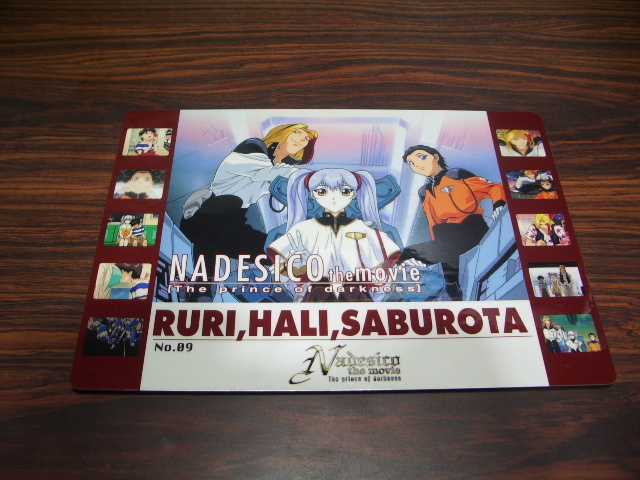 NADESICO the movie
[The prince of darkness]
RURI,HALI,SABUROTA
No.09
Nadesico
the movie
The prince of darkness